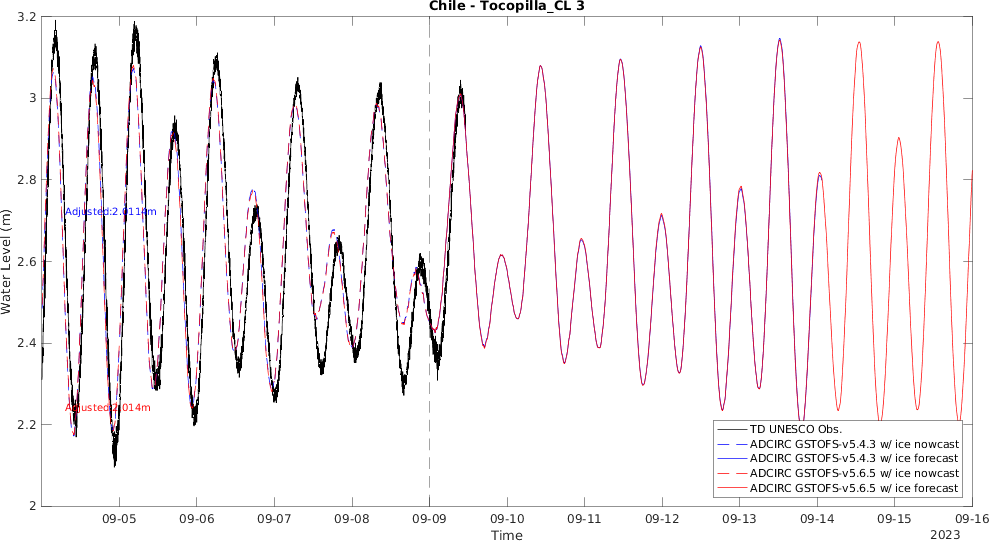 Chile - Tocopilla_CL 3
3.2
3
2.8
2.6
2.4
2.2
2
Water Level (m)
Adjusted:2.0114m
Adjusted:2.014m
TD UNESCO Obs.
ADCIRC GSTOFS-v5.4.3 w/ ice nowcast
ADCIRC GSTOFS-v5.4.3 w/ ice forecast
ADCIRC GSTOFS-v5.6.5 w/ ice nowcast
ADCIRC GSTOFS-v5.6.5 w/ ice forecast
09-05 09-06 09-07 09-08 09-09 09-10 09-11 09-12 09-13 09-14 09-15 09-16
Time
2023